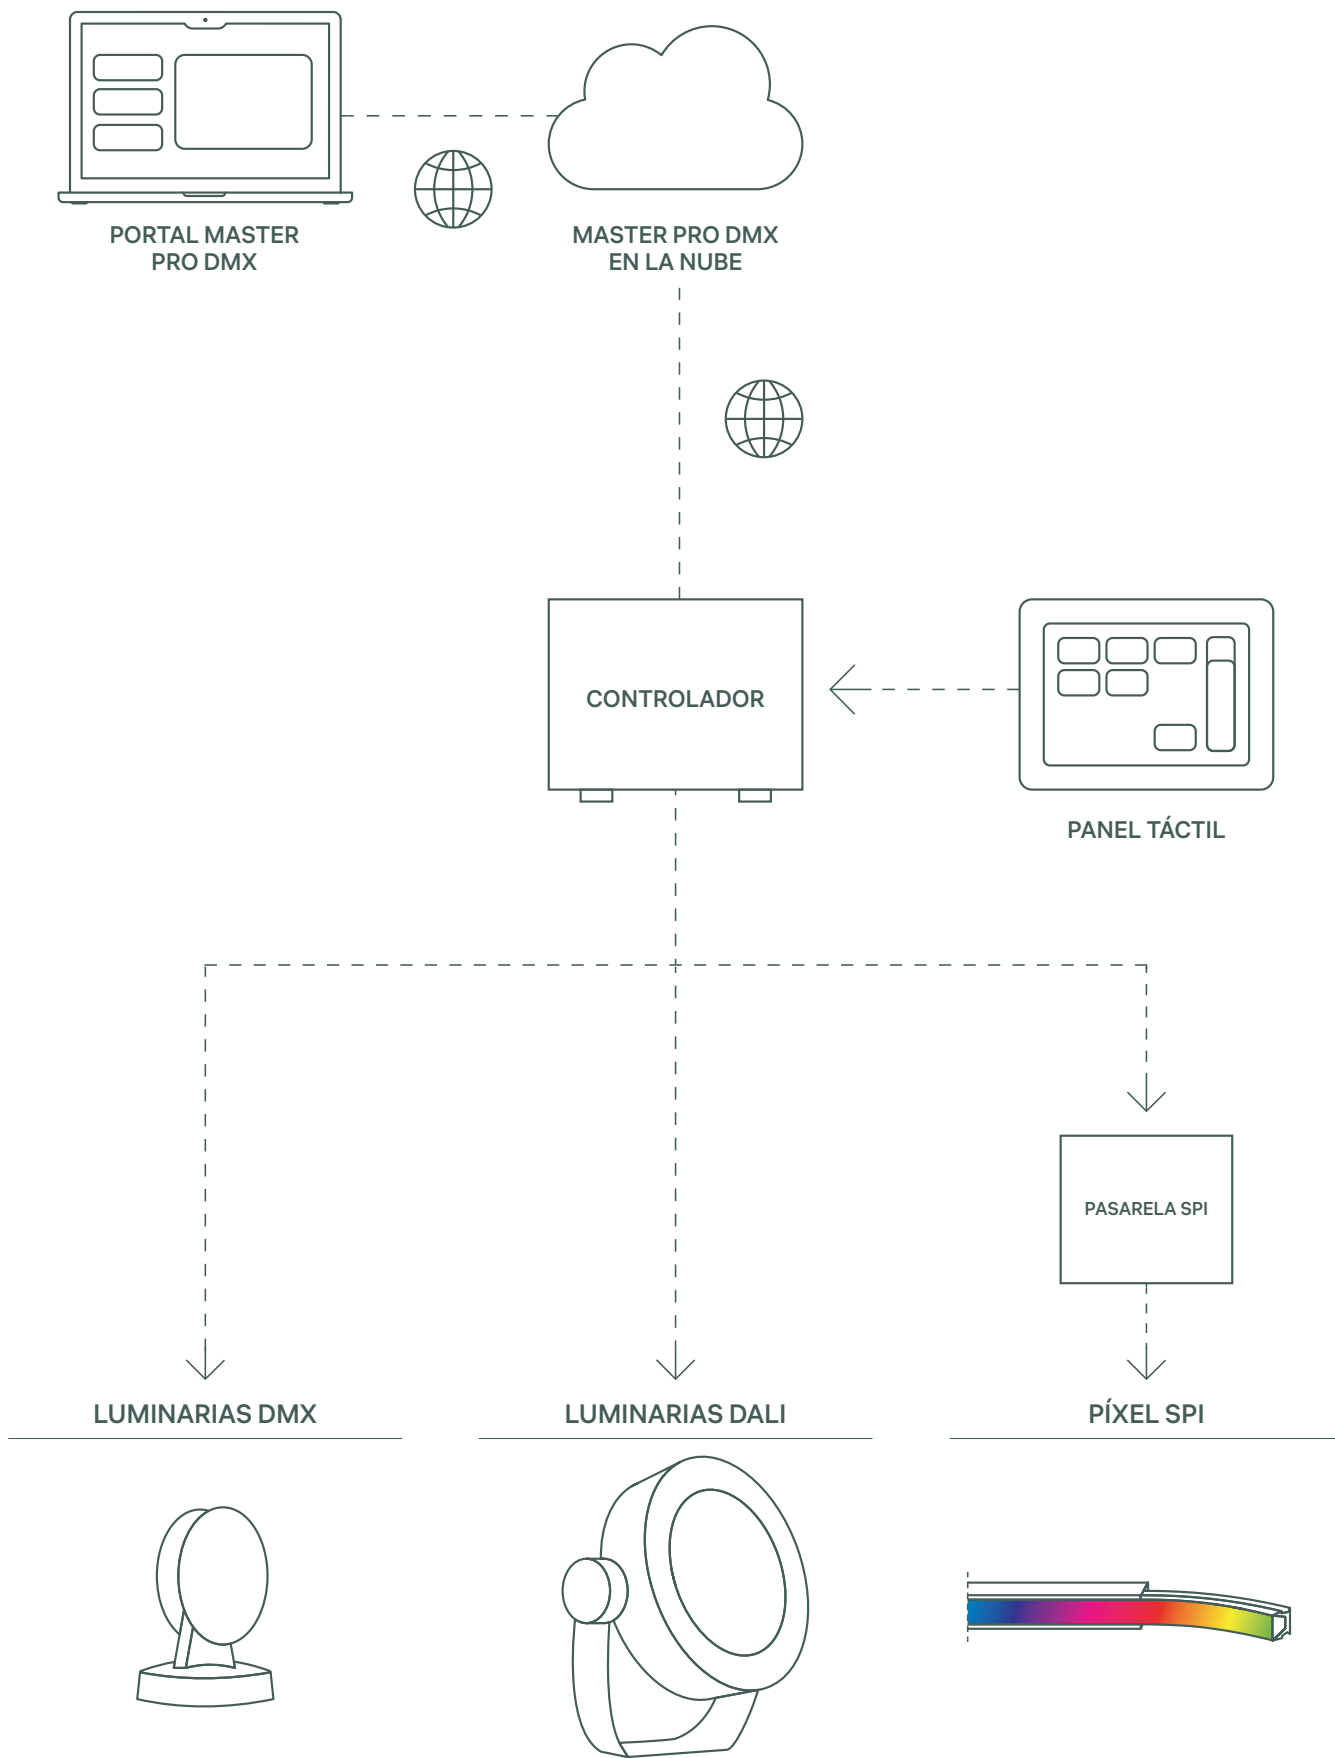 PORTAL MASTER
PRO DMX
MASTER PRO DMX
EN LA NUBE
CONTROLADOR
PANEL TÁCTIL
PASARELA SPI
LUMINARIAS DMX
LUMINARIAS DALI
PÍXEL SPI